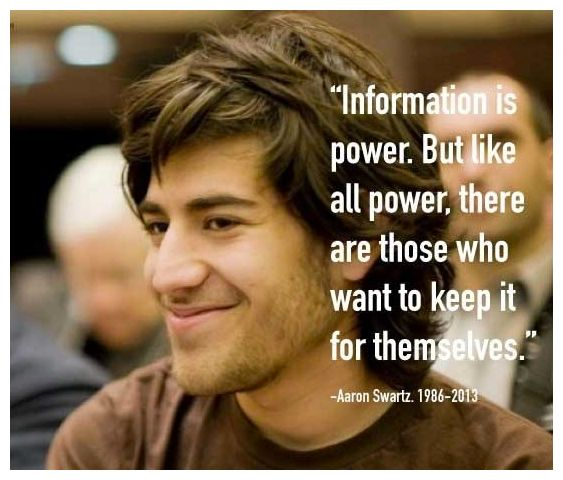 “Information is
power. But like
all power, there
are those who
want to keep it
for themselves.”
-Aaron Swartz. 1986-2013